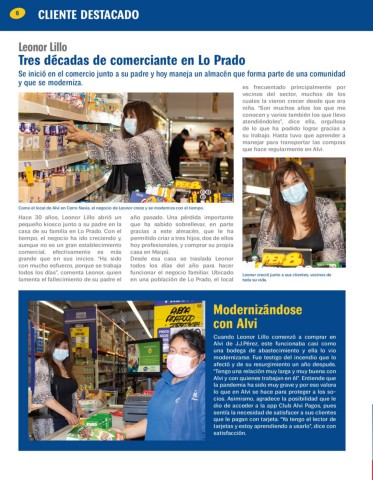 6
CLIENTE DESTACADO
Leonor Lillo
Tres décadas de comerciante en Lo Prado
Se inició en el comercio junto a su padre y hoy maneja un almacén que forma parte de una comunidad
y que se moderniza.
Como el local de Alvi en Cerro Navia, el negocio de Leonor crece y se moderniza con el tiempo.
Hace 30 años, Leonor Lillo abrió un
pequeño kiosco junto a su padre en la
casa de su familia en Lo Prado. Con el
tiempo, el negocio ha ido creciendo y
aunque no es un gran establecimiento
comercial, efectivamente es más
grande que en sus inicios. "Ha sido
con mucho esfuerzo, porque se trabaja
todos los días", comenta Leonor, quien
lamenta el fallecimiento de su padre el
año pasado. Una pérdida importante
que ha sabido sobrellevar, en parte
gracias a este almacén, que le ha
permitido criar a tres hijos, dos de ellos
hoy profesionales, y comprar su propia
casa en Maipú.
Desde esa casa se traslada Leonor
todos los días del año para hacer
funcionar el negocio familiar. Ubicado
en una población de Lo Prado, el local
es frecuentado principalmente por
vecinos del sector, muchos de los
cuales la vieron crecer desde que era
niña. "Son muchos años los que me
conocen y varios también los que llevo
atendiéndoles", dice ella, orgullosa
de lo que ha podido lograr gracias a
su trabajo. Hasta tuvo que aprender a
manejar para transportar las compras
que hace regularmente en Alvi.
Leonor creció junto a sus clientes, vecinos de
toda su vida.
Modernizándose
con Alvi
Cuando Leonor Lillo comenzó a comprar en
Alvi de J.J.Pérez, este funcionaba casi como
una bodega de abastecimiento y ella lo vio
modernizarse. Fue testigo del incendio que lo
afectó y de su resurgimiento un año después.
"Tengo una relación muy larga y muy buena con
Alvi y con quienes trabajan en él". Entiende que
la pandemia ha sido muy grave y por eso valora
lo que en Alvi se hace para proteger a los so-
cios. Asimismo, agradece la posibilidad que le
dio de acceder a la app Club Alvi Pagos, pues
sentía la necesidad de satisfacer a sus clientes
que le pagan con tarjeta. "Ya tengo el lector de
tarjetas y estoy aprendiendo a usarlo", dice con
satisfacción.